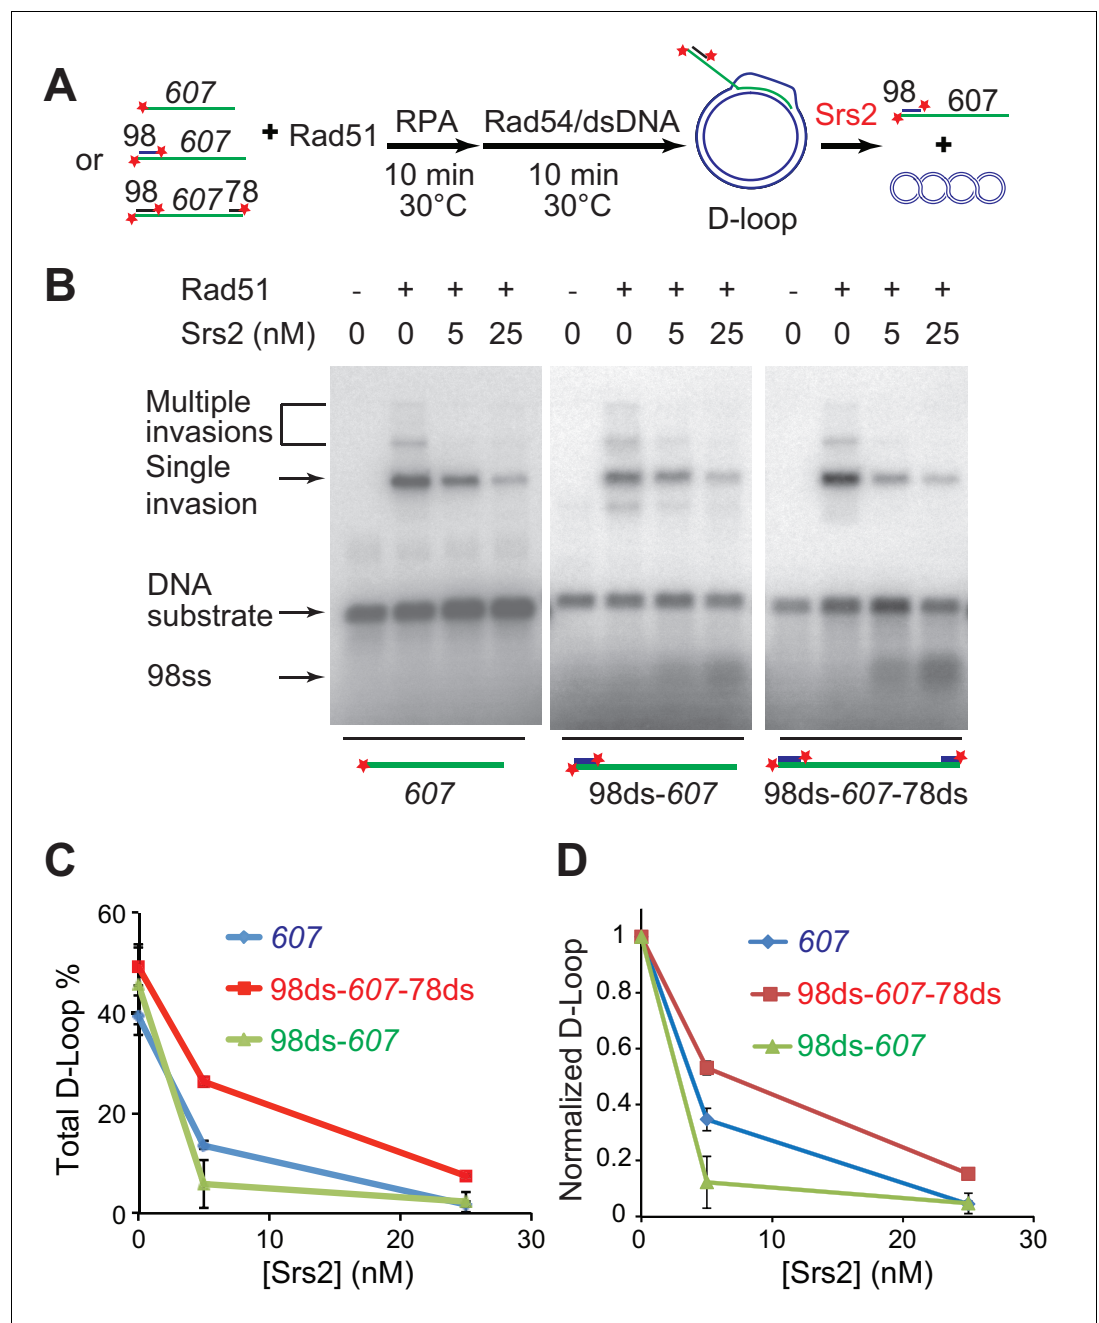 A
607
98 607
or
98 607 78
+ Rad51
RPA
10 min
30°C
Rad54/dsDNA
10 min
30°C
D-loop
Srs2
98 607
+
B
Rad51 - + + + - + + + - + + +
Srs2 (nM) 0 0 5 25 0 0 5 25 0 0 5 25
Multiple
invasions
Single
invasion
DNA
substrate
98ss
607
98ds-607
98ds-607-78ds
C
Total D-Loop %
60
40
20
0
607
98ds-607-78ds
98ds-607
0 10 20 30
[Srs2] (nM)
D
Normalized D-Loop
1
0.8
0.6
0.4
0.2
0
607
98ds-607-78ds
98ds-607
0 10 20 30
[Srs2] (nM)